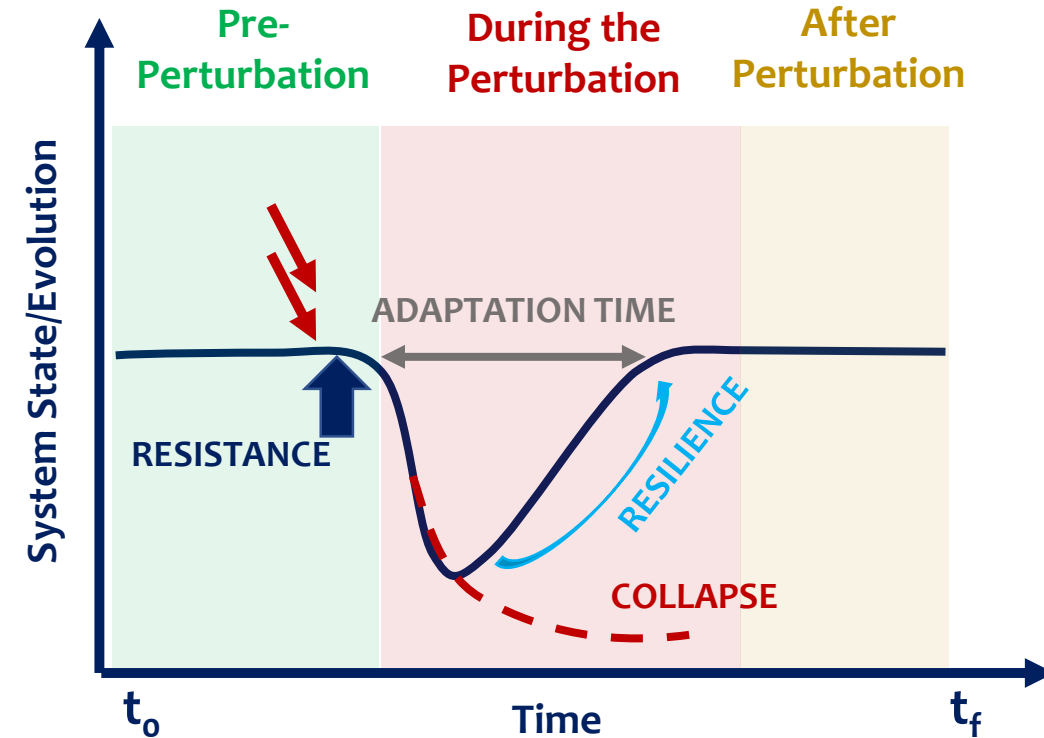 Pre-
Perturbation
During the
Perturbation
After
Perturbation
System State/Evolution
ADAPTATION TIME
RESISTANCE
RESILIENCE
COLLAPSE
to
Time
tf